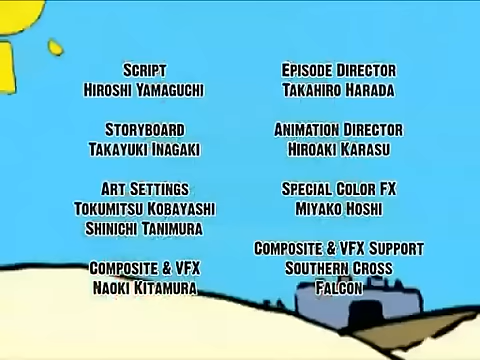 SCRIPT
HIROSHI YAMAGUCHI
EPISODE DIRECTOR
TAKAHIRO HARADA
STORYBOARD
TAKAYUKI INAGAKI
ANIMATION DIRECTOR
HIROAKI KARASU
ART SETTINGS
TOKUMITSU KOBAYASHI
SHINICHI TANIMURA
SPECIAL COLOR FX
MIYAKO HOSHI
COMPOSITE & VFX
NAOKI KITAMURA
COMPOSITE & VFX SUPPORT
SOUTHERN CROSS
FALCON